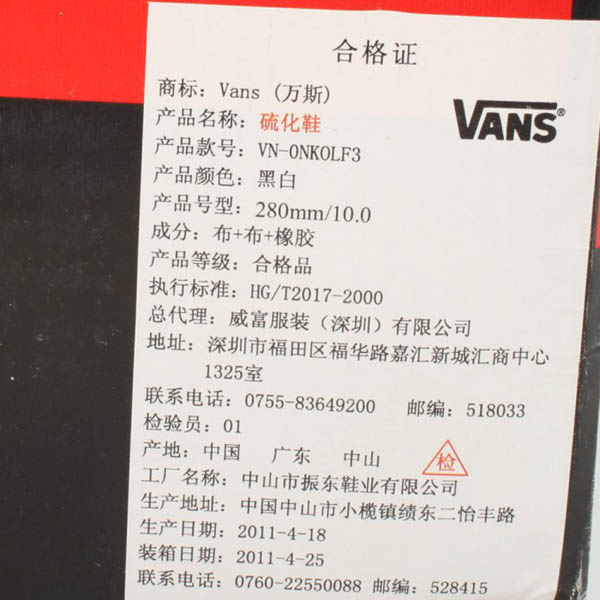 合格证
商标：Vans (万斯)
VANS®
产品名称：硫化鞋
产品款号：VN-0NKOLF3
产品颜色：黑白
产品号型：280mm/10.0
成分：布+布+橡胶
产品等级：合格品
执行标准：HG/T2017-2000
总代理：威富服装（深圳）有限公司
地址：深圳市福田区福华路嘉汇新城汇商中心
1325室
联系电话：0755-83649200 邮编：518033
检验员：01
产地：中国 广东 中山 检
工厂名称：中山市振东鞋业有限公司
生产地址：中国中山市小榄镇绩东二怡丰路
生产日期：2011-4-18
装箱日期：2011-4-25
联系电话：0760-22550088 邮编：528415